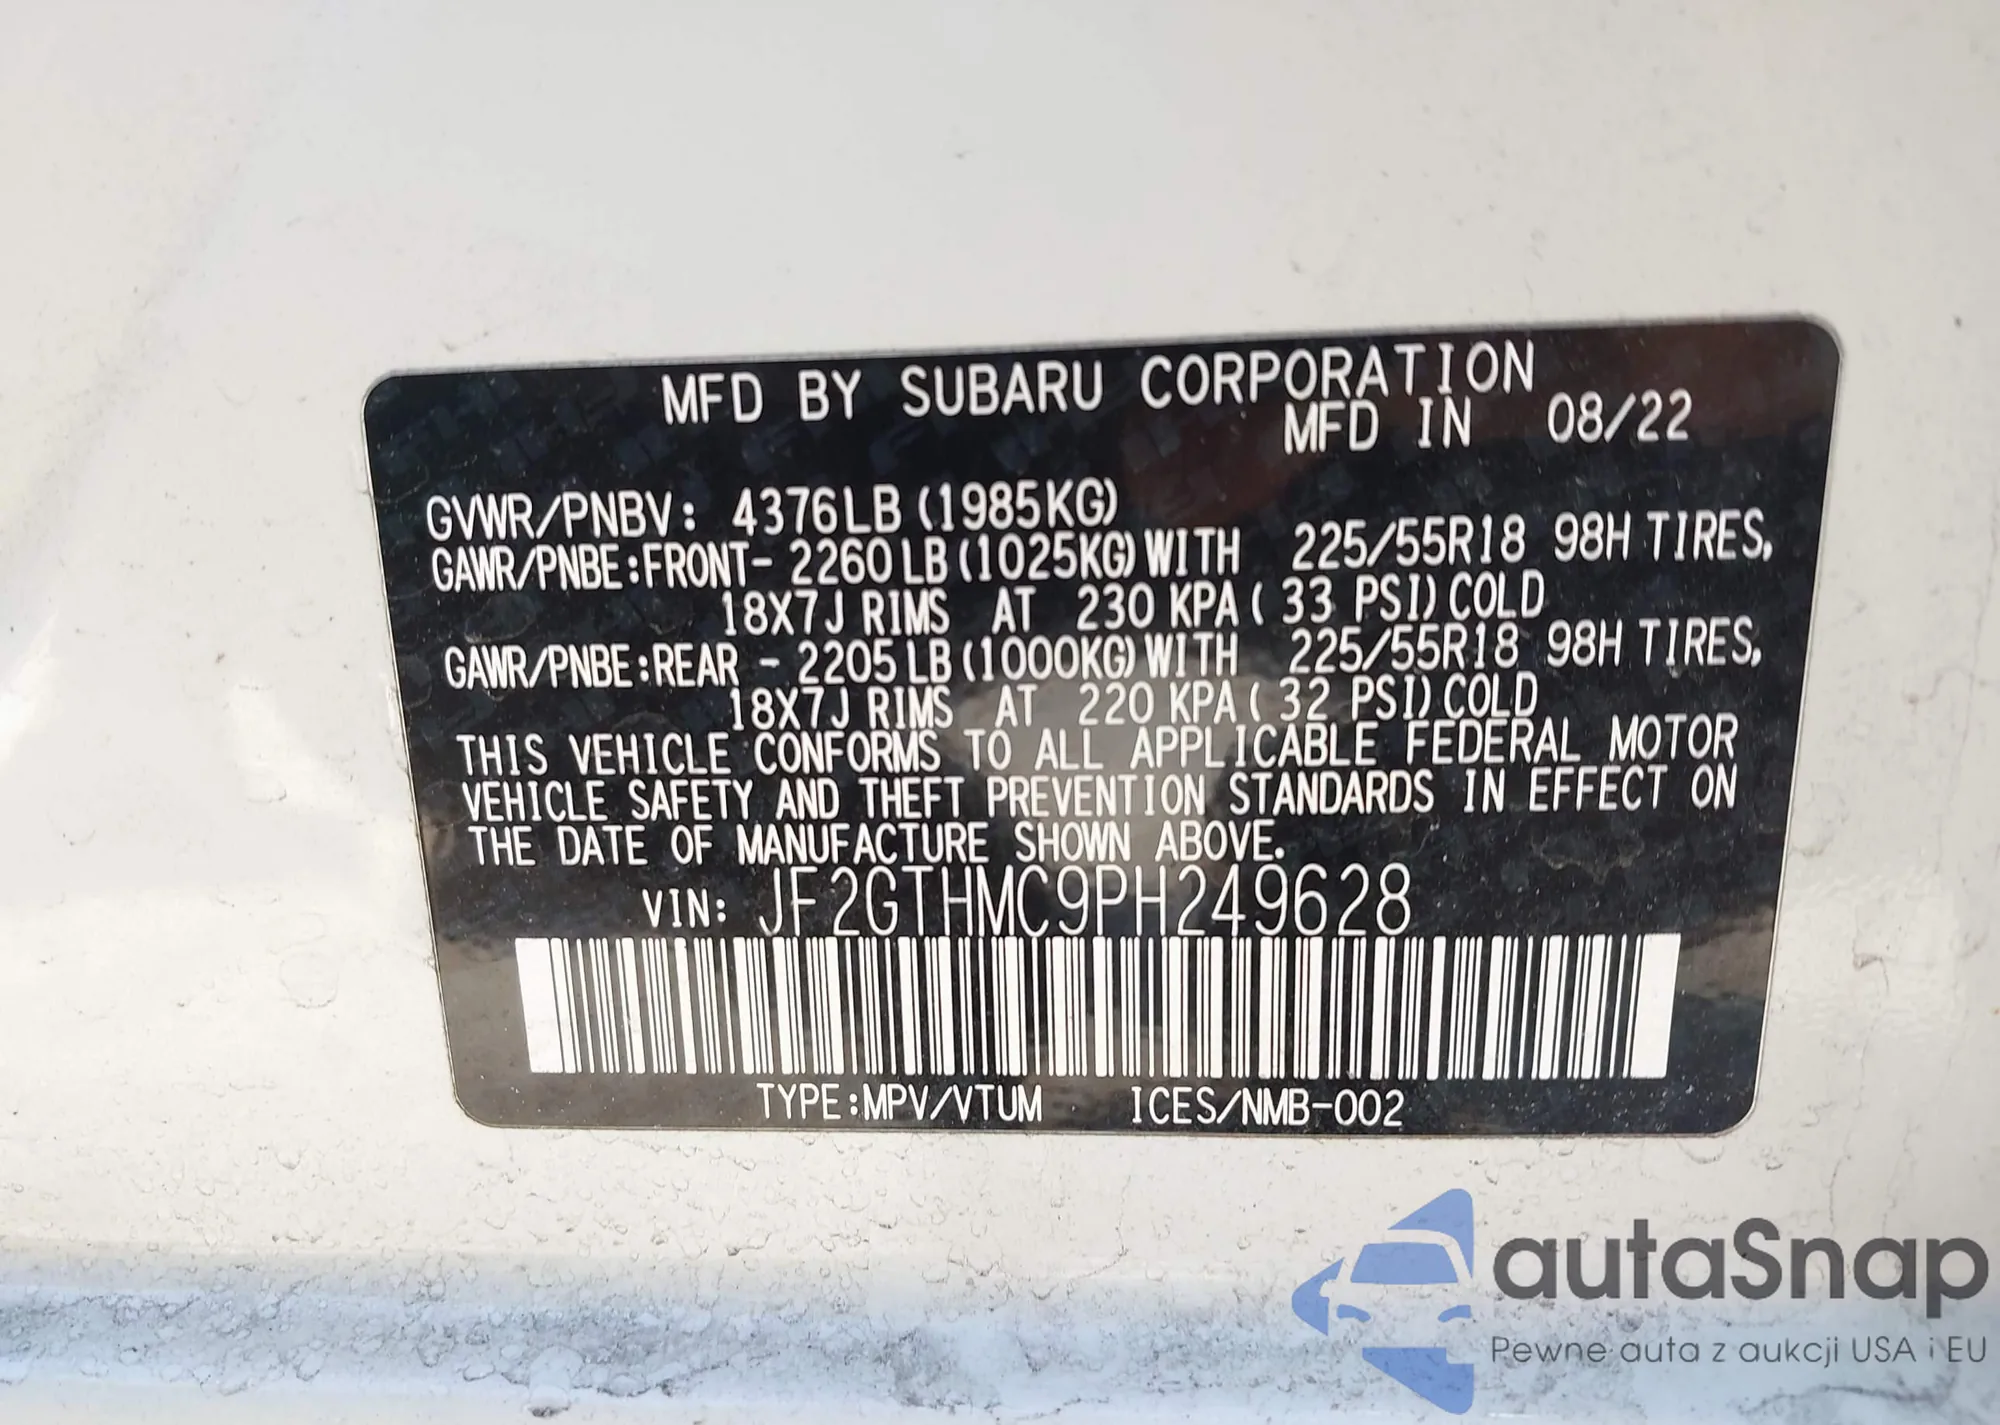 MFD BY SUBARU CORPORATION
MFD IN 08/22
GVWR/PNBV: 4376LB (1985KG)
GAWR/PNBE:FRONT- 2260LB (1025KG) WITH 225/55R18 98H TIRES,
18X7J RIMS AT 230 KPA( 33 PSI) COLD
GAWR/PNBE:REAR - 2205LB (1000KG) WITH 225/55R18 98H TIRES,
18X7J RIMS AT 220 KPA( 32 PSI) COLD
THIS VEHICLE CONFORMS TO ALL APPLICABLE FEDERAL MOTOR
VEHICLE SAFETY AND THEFT PREVENTION STANDARDS IN EFFECT ON
THE DATE OF MANUFACTURE SHOWN ABOVE.
VIN: JF2GTHMC9PH249628
TYPE:MPV/VTUM ICES/NMB-002
autaSnap
Pewne auta z aukcji USA i EU